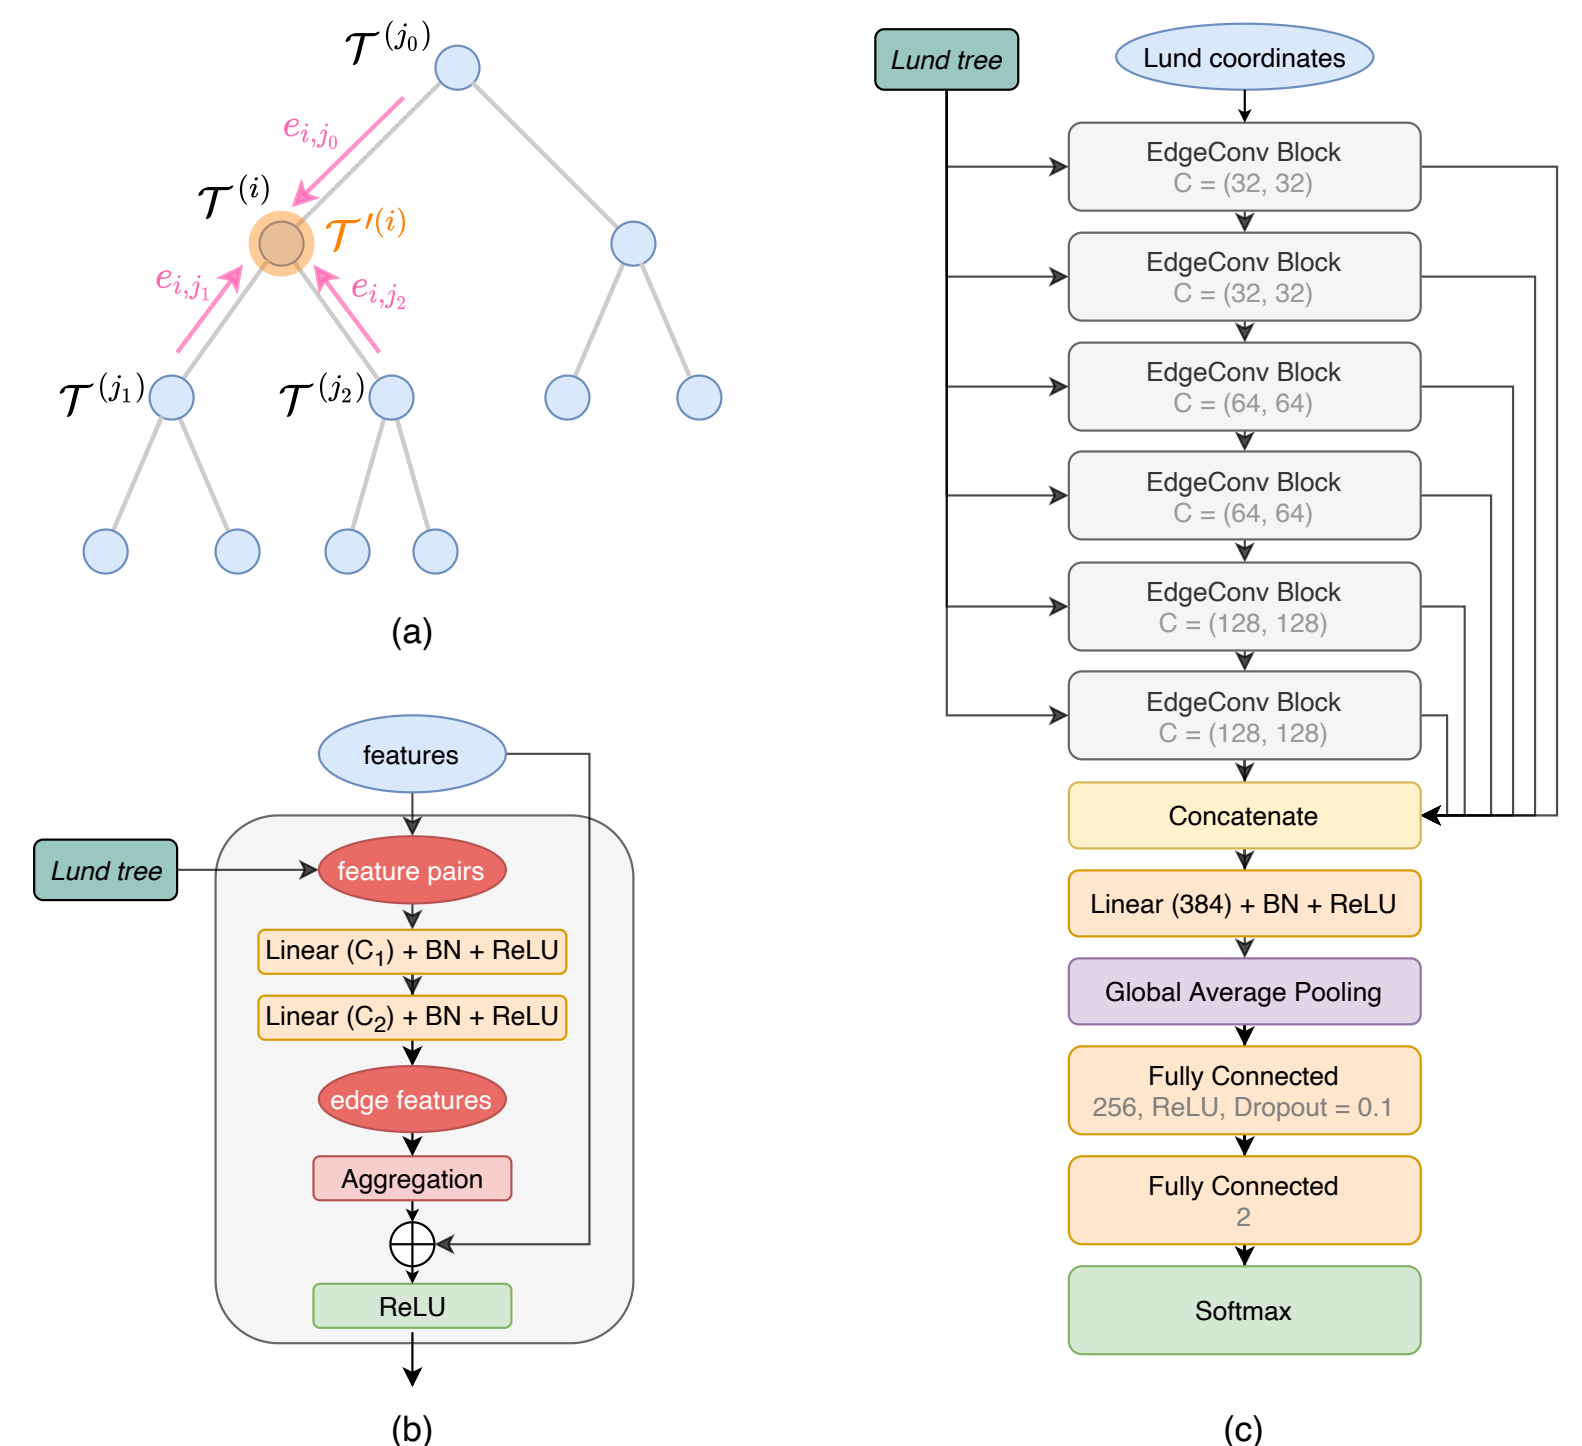 𝒯^(j₀)
e_{i,j₀}
𝒯^(i)
𝒯′^(i)
e_{i,j₁}
e_{i,j₂}
𝒯^(j₁)
𝒯^(j₂)
(a)
features
Lund tree
feature pairs
Linear (C₁) + BN + ReLU
Linear (C₂) + BN + ReLU
edge features
Aggregation
ReLU
(b)
Lund tree
Lund coordinates
EdgeConv Block
C = (32, 32)
EdgeConv Block
C = (32, 32)
EdgeConv Block
C = (64, 64)
EdgeConv Block
C = (64, 64)
EdgeConv Block
C = (128, 128)
EdgeConv Block
C = (128, 128)
Concatenate
Linear (384) + BN + ReLU
Global Average Pooling
Fully Connected
256, ReLU, Dropout = 0.1
Fully Connected
2
Softmax
(c)